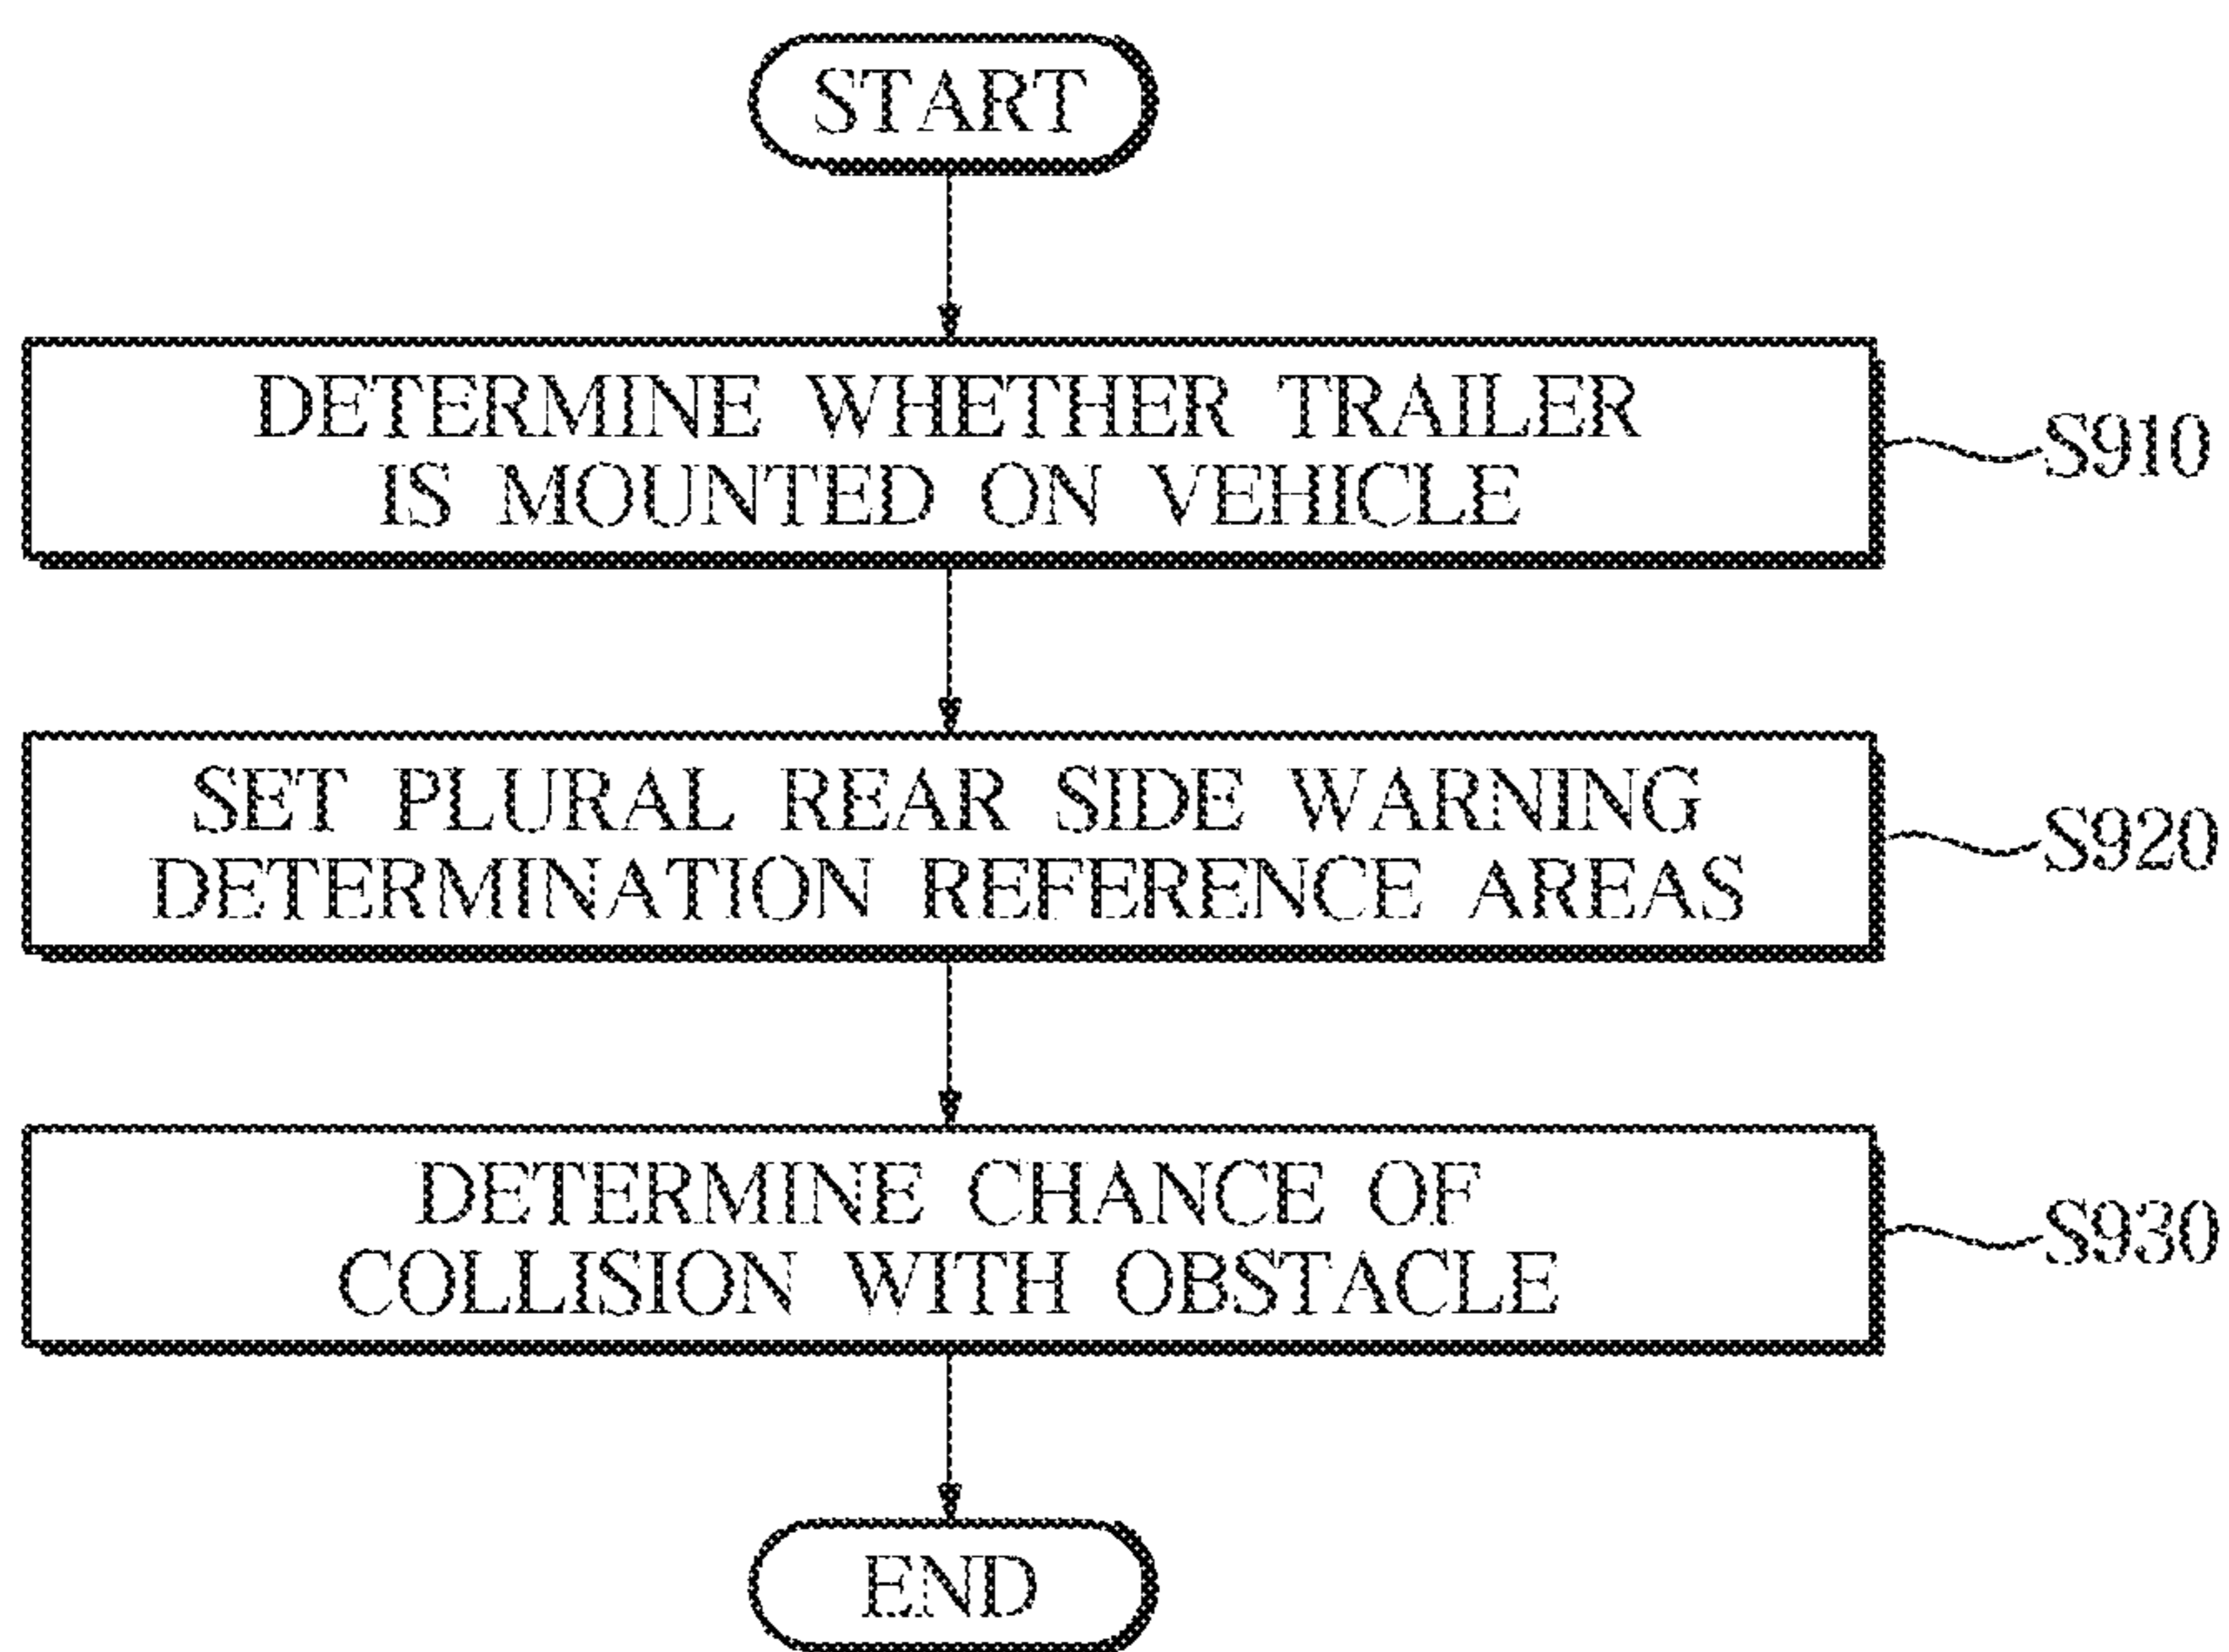 START
DETERMINE WHETHER TRAILER
IS MOUNTED ON VEHICLE
S910
SET PLURAL REAR SIDE WARNING
DETERMINATION REFERENCE AREAS
S920
DETERMINE CHANCE OF
COLLISION WITH OBSTACLE
S930
END